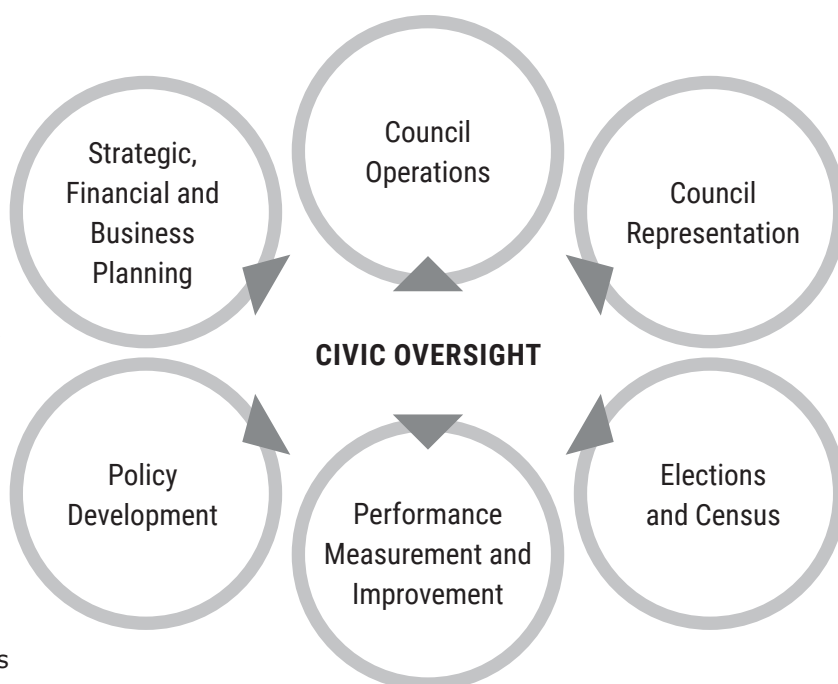 Council
Operations
Strategic,
Financial and
Business
Planning
Council
Representation
CIVIC OVERSIGHT
Policy
Development
Performance
Measurement and
Improvement
Elections
and Census
s